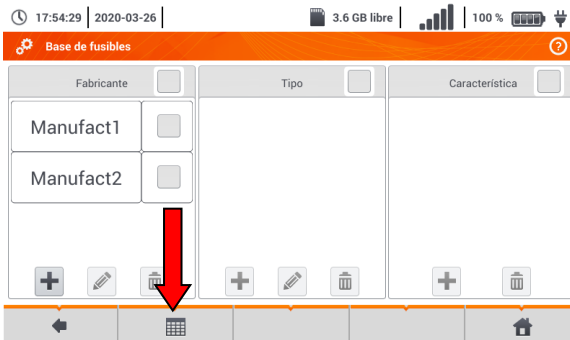 17:54:29 2020-03-26 3.6 GB libre 100 %
Base de fusibles ?
Fabricante Tipo Característica
Manufact1
Manufact2